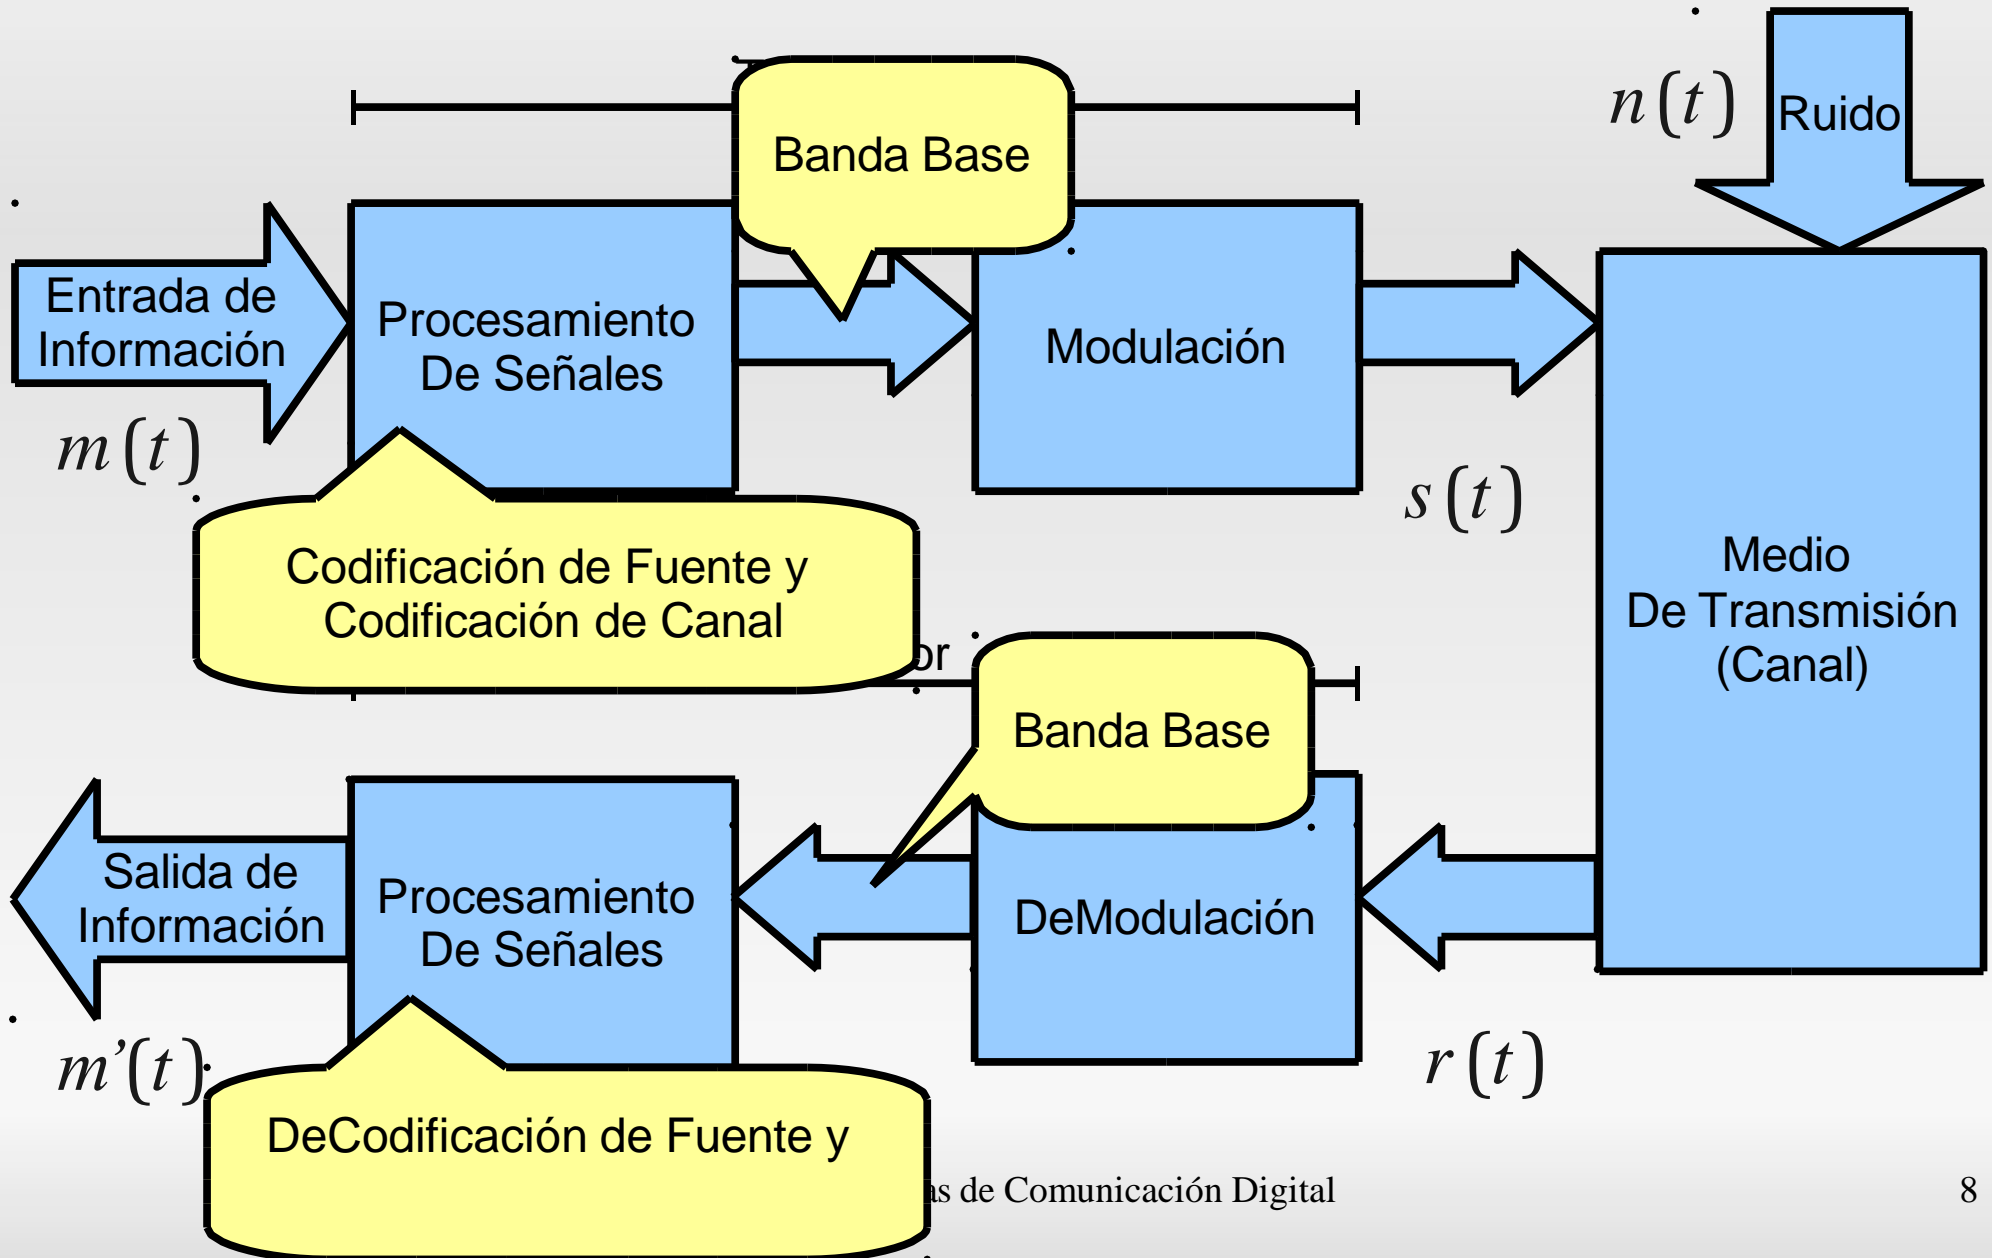 n(t)
Ruido
Banda Base
Entrada de
Información
Procesamiento
De Señales
Modulación
m(t)
s(t)
Codificación de Fuente y
Codificación de Canal
Medio
De Transmisión
(Canal)
Banda Base
Salida de
Información
Procesamiento
De Señales
DeModulación
m’(t)
r(t)
DeCodificación de Fuente y
de Comunicación Digital
8